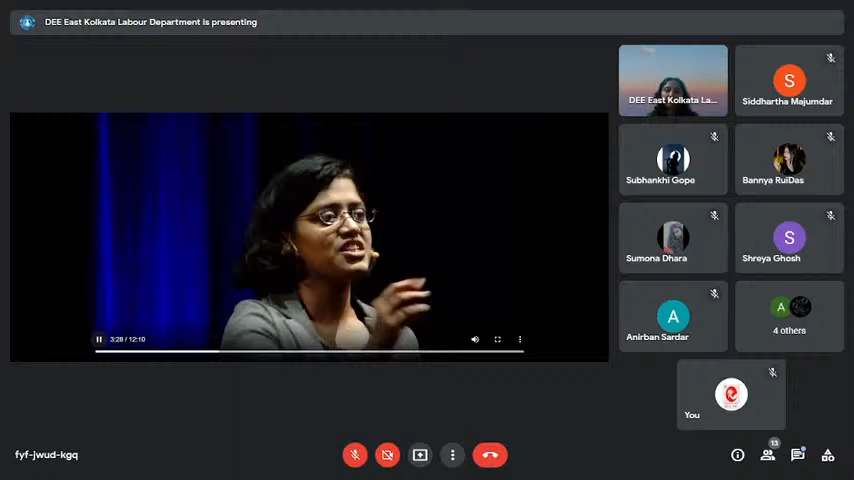 DEE East Kolkata Labour Department is presenting
3:28 / 12:10
DEE East Kolkata La...
S
Siddhartha Majumdar
Subhankhi Gope
Bannya RuiDas
Sumona Dhara
S
Shreya Ghosh
A
Anirban Sardar
A
4 others
You
fyf-jwud-kgq
13